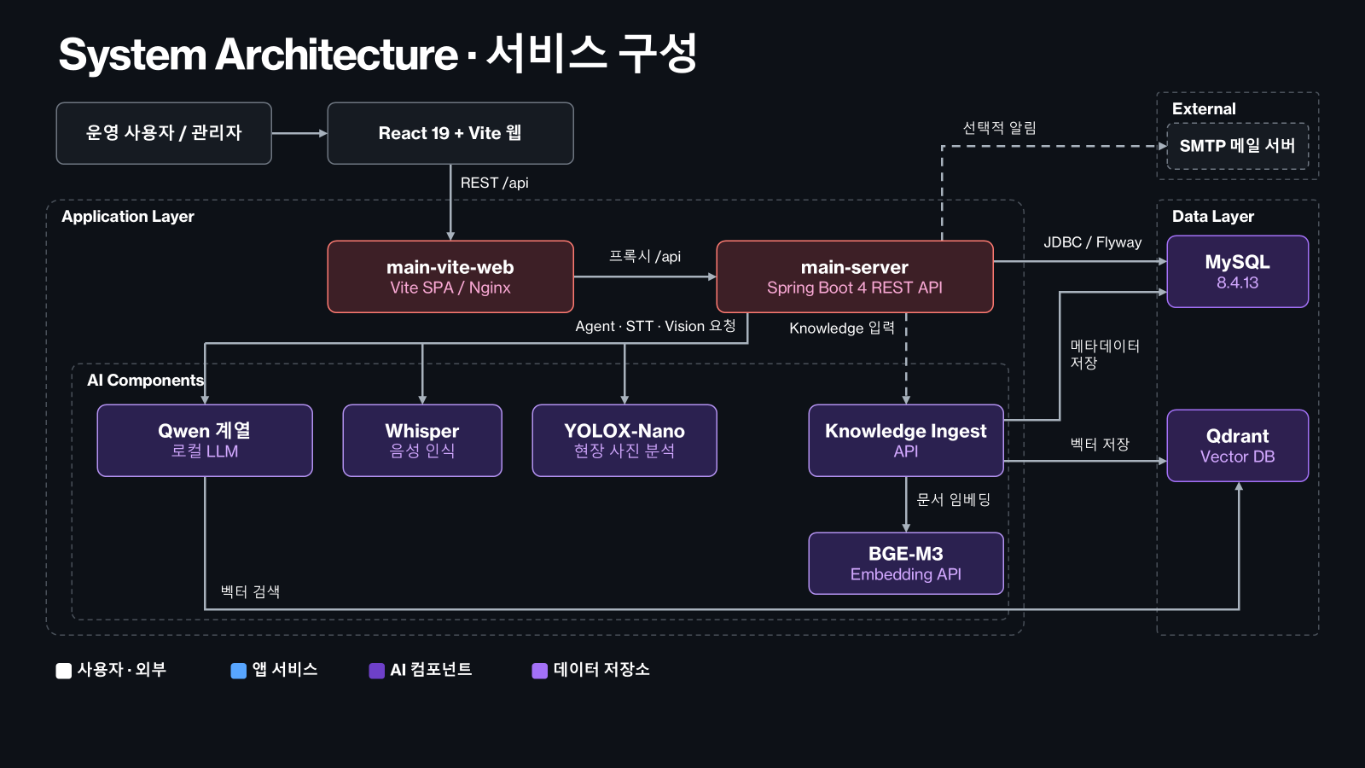 System Architecture · 서비스 구성
운영 사용자 / 관리자
React 19 + Vite 웹
External
SMTP 메일 서버
선택적 알림
REST /api
Application Layer
Data Layer
main-vite-web
Vite SPA / Nginx
프록시 /api
main-server
Spring Boot 4 REST API
JDBC / Flyway
MySQL
8.4.13
Agent · STT · Vision 요청
Knowledge 입력
메타데이터
저장
AI Components
Qwen 계열
로컬 LLM
Whisper
음성 인식
YOLOX-Nano
현장 사진 분석
Knowledge Ingest
API
벡터 저장
Qdrant
Vector DB
문서 임베딩
BGE-M3
Embedding API
벡터 검색
사용자 · 외부
앱 서비스
AI 컴포넌트
데이터 저장소